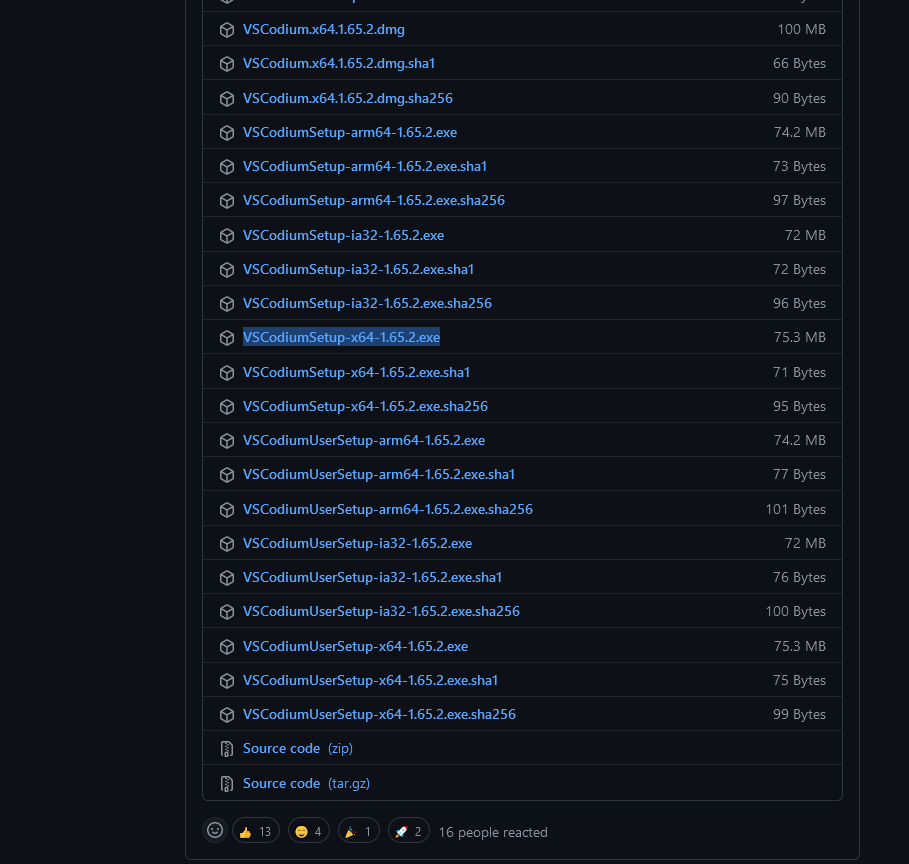 VSCodium.x64.1.65.2.dmg 100 MB
VSCodium.x64.1.65.2.dmg.sha1 66 Bytes
VSCodium.x64.1.65.2.dmg.sha256 90 Bytes
VSCodiumSetup-arm64-1.65.2.exe 74.2 MB
VSCodiumSetup-arm64-1.65.2.exe.sha1 73 Bytes
VSCodiumSetup-arm64-1.65.2.exe.sha256 97 Bytes
VSCodiumSetup-ia32-1.65.2.exe 72 MB
VSCodiumSetup-ia32-1.65.2.exe.sha1 72 Bytes
VSCodiumSetup-ia32-1.65.2.exe.sha256 96 Bytes
VSCodiumSetup-x64-1.65.2.exe 75.3 MB
VSCodiumSetup-x64-1.65.2.exe.sha1 71 Bytes
VSCodiumSetup-x64-1.65.2.exe.sha256 95 Bytes
VSCodiumUserSetup-arm64-1.65.2.exe 74.2 MB
VSCodiumUserSetup-arm64-1.65.2.exe.sha1 77 Bytes
VSCodiumUserSetup-arm64-1.65.2.exe.sha256 101 Bytes
VSCodiumUserSetup-ia32-1.65.2.exe 72 MB
VSCodiumUserSetup-ia32-1.65.2.exe.sha1 76 Bytes
VSCodiumUserSetup-ia32-1.65.2.exe.sha256 100 Bytes
VSCodiumUserSetup-x64-1.65.2.exe 75.3 MB
VSCodiumUserSetup-x64-1.65.2.exe.sha1 75 Bytes
VSCodiumUserSetup-x64-1.65.2.exe.sha256 99 Bytes
Source code (zip)
Source code (tar.gz)
13 4 1 2 16 people reacted